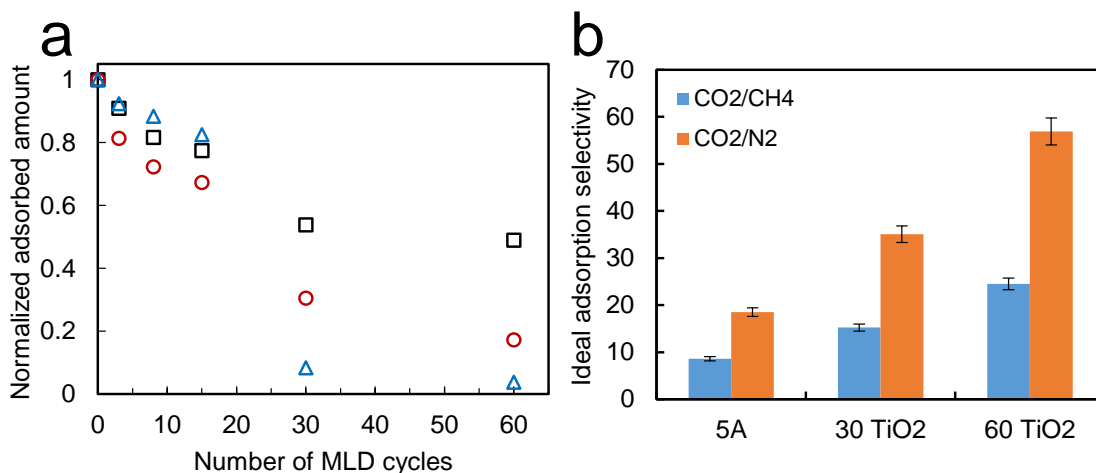 a
Normalized adsorbed amount
1
0.8
0.6
0.4
0.2
0
0 10 20 30 40 50 60
Number of MLD cycles
b
Ideal adsorption selectivity
70
60
50
40
30
20
10
0
CO2/CH4
CO2/N2
5A 30 TiO2 60 TiO2